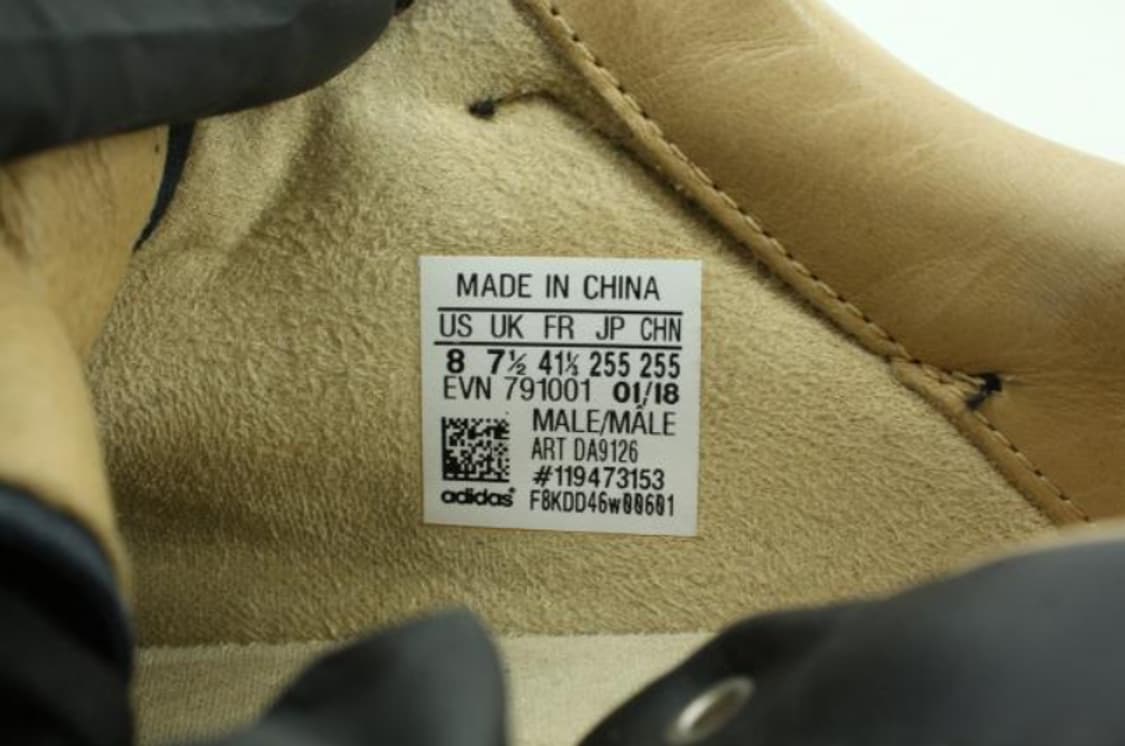 MADE IN CHINA
US UK FR JP CHN
8 7½ 41⅓ 255 255
EVN 791001 01/18
MALE/MÂLE
ART DA9126
#119473153
adidas® F8KDD46w00601